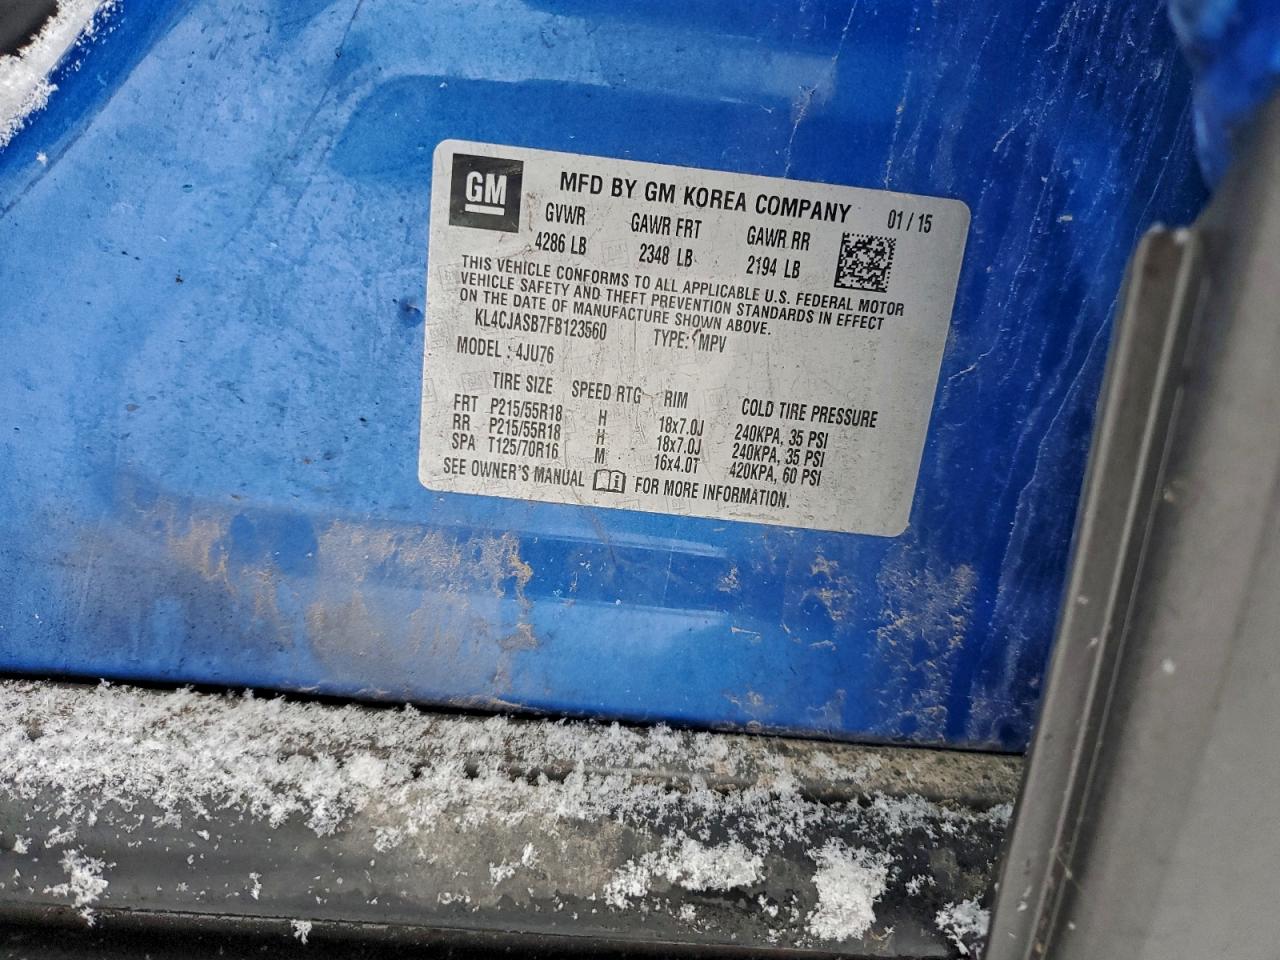 GM
MFD BY GM KOREA COMPANY 01 / 15
GVWR GAWR FRT GAWR RR
4286 LB 2348 LB 2194 LB
THIS VEHICLE CONFORMS TO ALL APPLICABLE U.S. FEDERAL MOTOR
VEHICLE SAFETY AND THEFT PREVENTION STANDARDS IN EFFECT
ON THE DATE OF MANUFACTURE SHOWN ABOVE.
KL4CJASB7FB123560 TYPE: MPV
MODEL : 4JU76
TIRE SIZE SPEED RTG RIM COLD TIRE PRESSURE
FRT P215/55R18 H 18x7.0J 240KPA, 35 PSI
RR P215/55R18 H 18x7.0J 240KPA, 35 PSI
SPA T125/70R16 M 16x4.0T 420KPA, 60 PSI
SEE OWNER'S MANUAL FOR MORE INFORMATION.